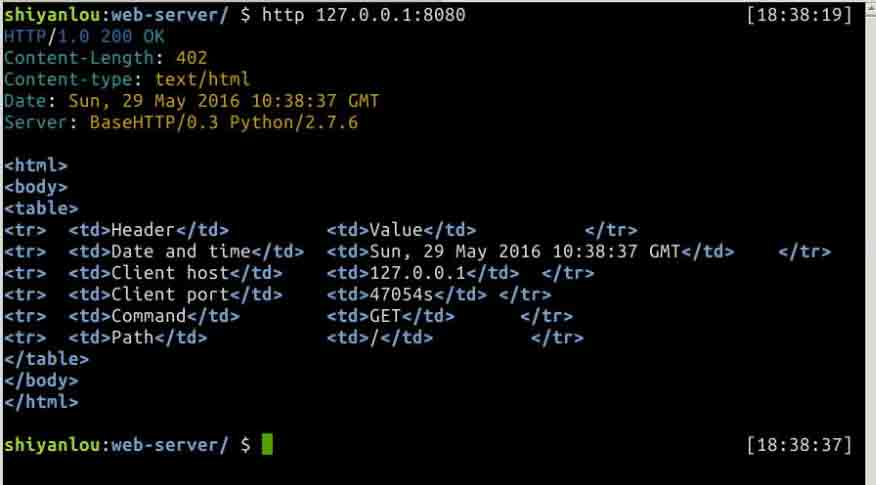 shiyanlou:web-server/ $ http 127.0.0.1:8080 [18:38:19]
HTTP/1.0 200 OK
Content-Length: 402
Content-type: text/html
Date: Sun, 29 May 2016 10:38:37 GMT
Server: BaseHTTP/0.3 Python/2.7.6
<html>
<body>
<table>
<tr>  <td>Header</td>         <td>Value</td>          </tr>
<tr>  <td>Date and time</td>  <td>Sun, 29 May 2016 10:38:37 GMT</td>    </tr>
<tr>  <td>Client host</td>    <td>127.0.0.1</td>  </tr>
<tr>  <td>Client port</td>    <td>47054s</td> </tr>
<tr>  <td>Command</td>        <td>GET</td>      </tr>
<tr>  <td>Path</td>           <td>/</td>         </tr>
</table>
</body>
</html>
shiyanlou:web-server/ $ [18:38:37]